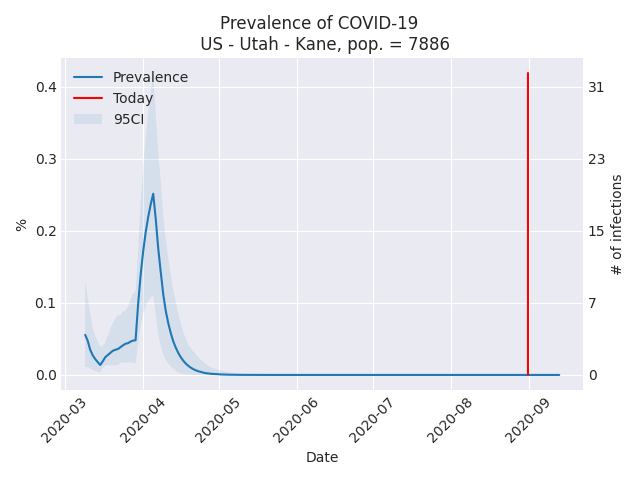 Prevalence of COVID-19
US - Utah - Kane, pop. = 7886
Prevalence
Today
95CI
0.4
0.3
0.2
0.1
0.0
%
31
23
15
7
0
# of infections
2020-03
2020-04
2020-05
2020-06
2020-07
2020-08
2020-09
Date